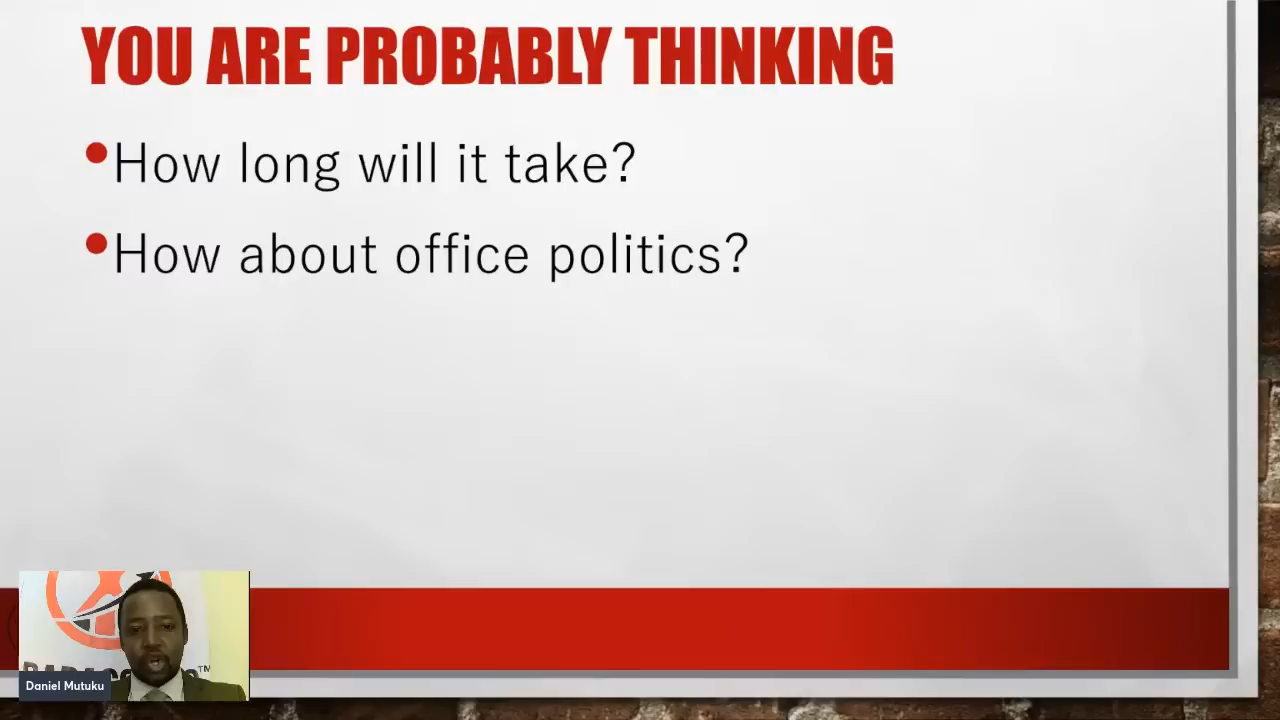 YOU ARE PROBABLY THINKING
•How long will it take?
•How about office politics?
Daniel Mutuku